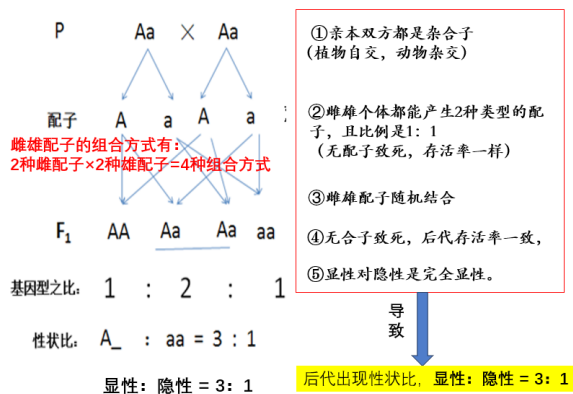 P Aa × Aa
配子 A a A a
雌雄配子的组合方式有：
2种雌配子×2种雄配子=4种组合方式
F₁ AA Aa Aa aa
基因型之比： 1 : 2 : 1
性状比： A_ : aa = 3 : 1
显性：隐性 = 3：1
①亲本双方都是杂合子
(植物自交，动物杂交)
②雌雄个体都能产生2种类型的配
子，且比例是1：1
（无配子致死，存活率一样）
③雌雄配子随机结合
④无合子致死，后代存活率一致，
⑤显性对隐性是完全显性。
导
致
后代出现性状比，显性：隐性 = 3：1